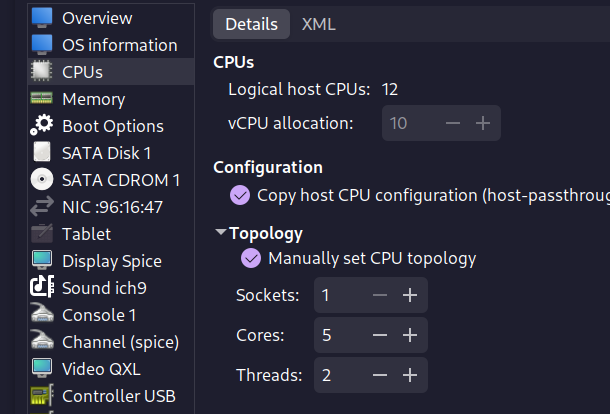 Overview
OS information
CPUs
Memory
Boot Options
SATA Disk 1
SATA CDROM 1
NIC :96:16:47
Tablet
Display Spice
Sound ich9
Console 1
Channel (spice)
Video QXL
Controller USB
Details XML
CPUs
Logical host CPUs: 12
vCPU allocation: 10
Configuration
Copy host CPU configuration (host-passthroug
Topology
Manually set CPU topology
Sockets: 1
Cores: 5
Threads: 2